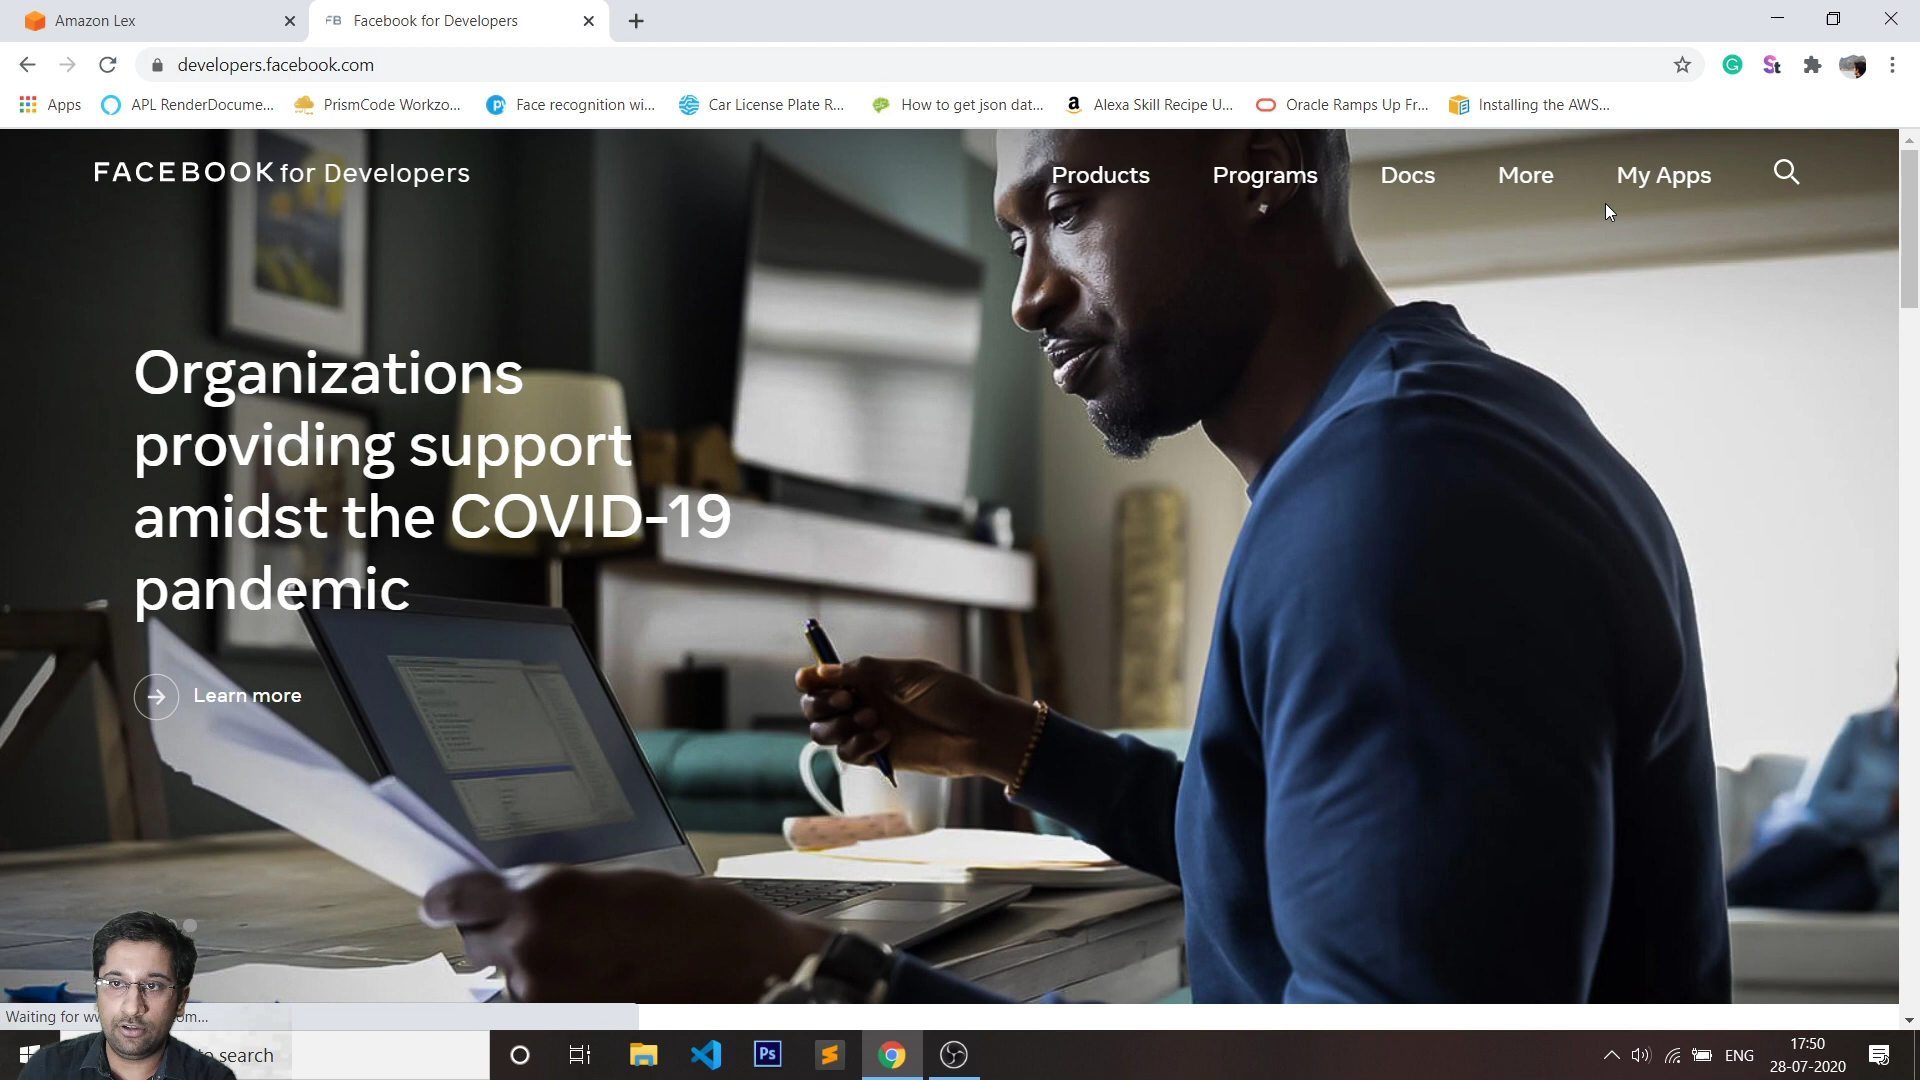 Amazon Lex
FB Facebook for Developers
developers.facebook.com
Apps APL RenderDocume... PrismCode Workzo... Face recognition wi... Car License Plate R... How to get json dat... Alexa Skill Recipe U... Oracle Ramps Up Fr... Installing the AWS...
FACEBOOK for Developers
Products Programs Docs More My Apps
Organizations
providing support
amidst the COVID-19
pandemic
Learn more
Waiting for
search
Ps
ENG
17:50
28-07-2020